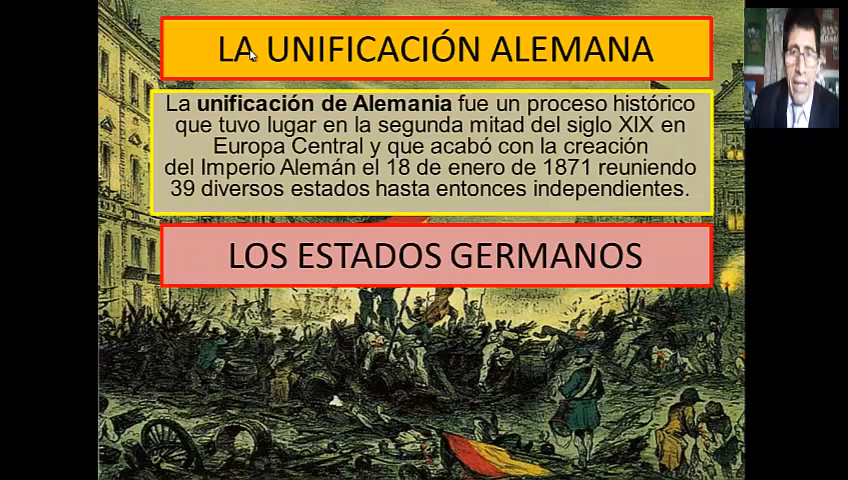 LA UNIFICACIÓN ALEMANA
La unificación de Alemania fue un proceso histórico
que tuvo lugar en la segunda mitad del siglo XIX en
Europa Central y que acabó con la creación
del Imperio Alemán el 18 de enero de 1871 reuniendo
39 diversos estados hasta entonces independientes.
LOS ESTADOS GERMANOS